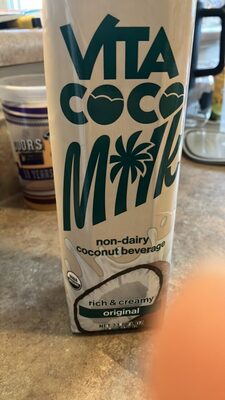 VITA
COCO
Milk
non-dairy
coconut beverage
rich & creamy
original